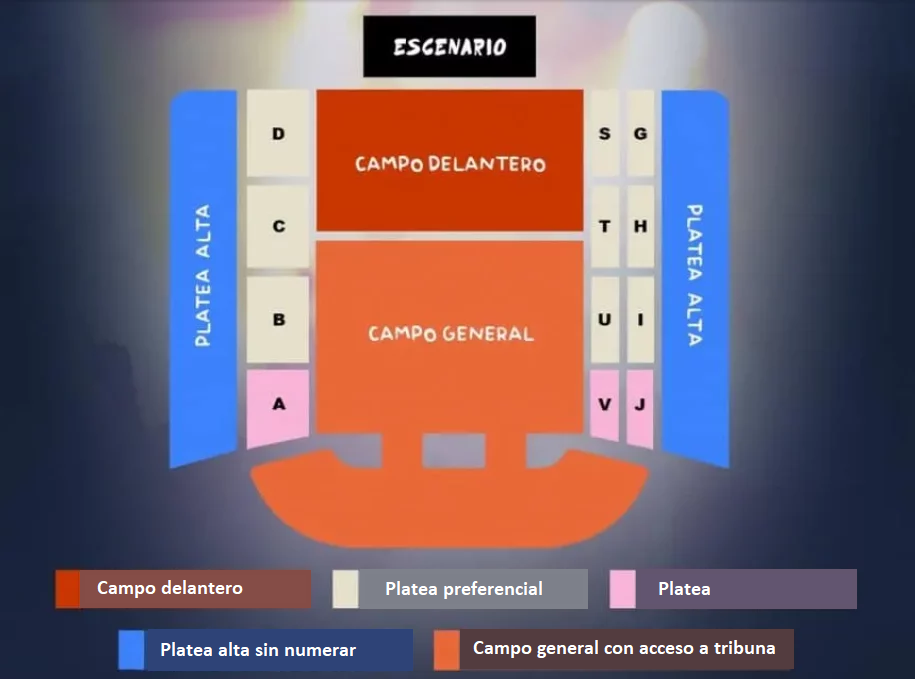 ESCENARIO
D
CAMPO DELANTERO
S
G
PLATEA ALTA
C
T
H
PLATEA ALTA
B
CAMPO GENERAL
U
I
A
V
J
Campo delantero
Platea preferencial
Platea
Platea alta sin numerar
Campo general con acceso a tribuna